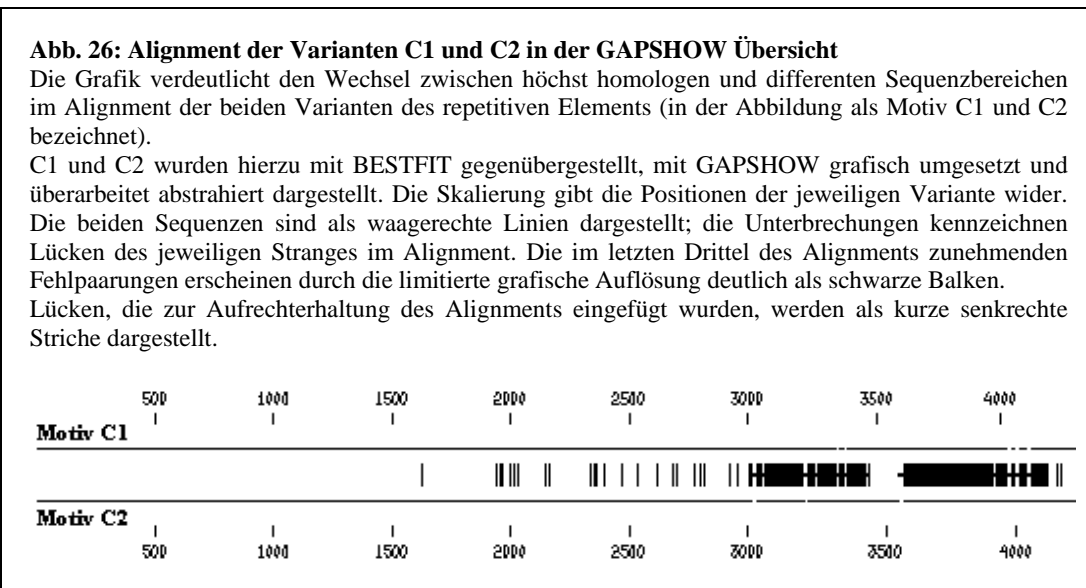 Abb. 26: Alignment der Varianten C1 und C2 in der GAPSHOW Übersicht
Die Grafik verdeutlicht den Wechsel zwischen höchst homologen und differenten Sequenzbereichen
im Alignment der beiden Varianten des repetitiven Elements (in der Abbildung als Motiv C1 und C2
bezeichnet).
C1 und C2 wurden hierzu mit BESTFIT gegenübergestellt, mit GAPSHOW grafisch umgesetzt und
überarbeitet abstrahiert dargestellt. Die Skalierung gibt die Positionen der jeweiligen Variante wider.
Die beiden Sequenzen sind als waagerechte Linien dargestellt; die Unterbrechungen kennzeichnen
Lücken des jeweiligen Stranges im Alignment. Die im letzten Drittel des Alignments zunehmenden
Fehlpaarungen erscheinen durch die limitierte grafische Auflösung deutlich als schwarze Balken.
Lücken, die zur Aufrechterhaltung des Alignments eingefügt wurden, werden als kurze senkrechte
Striche dargestellt.
500 1000 1500 2000 2500 3000 3500 4000
Motiv C1
Motiv C2
500 1000 1500 2000 2500 3000 3500 4000